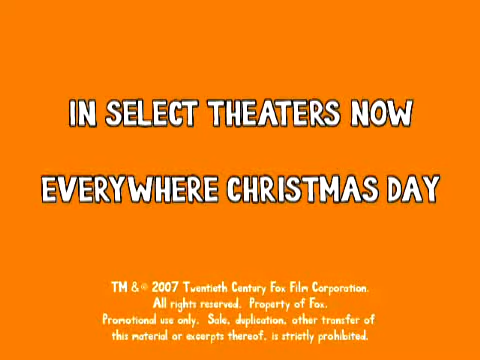 IN SELECT THEATERS NOW
EVERYWHERE CHRISTMAS DAY
TM & © 2007 Twentieth Century Fox Film Corporation.
All rights reserved. Property of Fox.
Promotional use only. Sale, duplication, other transfer of
this material or excerpts thereof, is strictly prohibited.